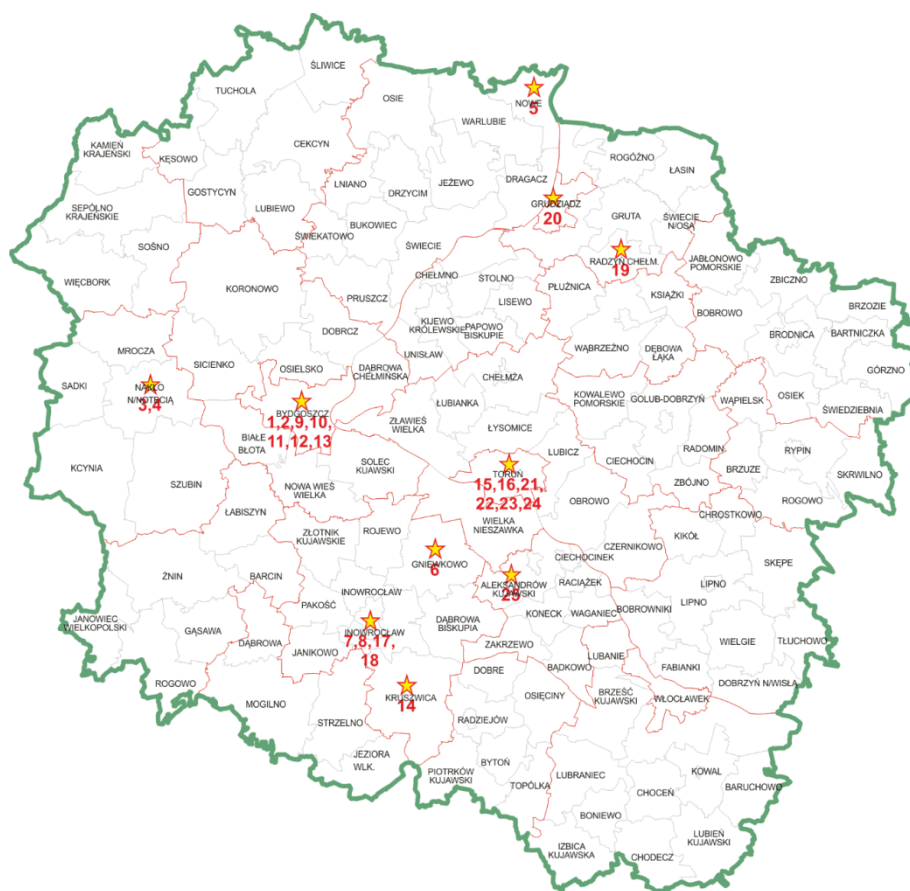 ŚLIWICE
TUCHOLA
OSIE
NOWE
5
WARLUBIE
KAMIEŃ
KRAJEŃSKI
KĘSOWO
CEKCYN
ROGÓŹNO
ŁASIN
GOSTYCYN
LUBIEWO
LNIANO
DRZYCIM
JEŻEWO
DRAGACZ
GRUDZIĄDZ
20
GRUTA
ŚWIECIE
N/OSĄ
SEPÓLNO
KRAJEŃSKIE
BUKOWIEC
ŚWIEKATOWO
ŚWIECIE
SOŚNO
RADZYŃ CHEŁM.
19
JABŁONOWO
POMORSKIE
WIĘCBORK
KORONOWO
PRUSZCZ
CHEŁMNO
STOLNO
LISEWO
PŁUŻNICA
KSIĄŻKI
ZBICZNO
BOBROWO
BRZOZIE
DOBRCZ
KIJEWO
KRÓLEWSKIE
PAPOWO
BISKUPIE
BRODNICA
BARTNICZKA
MROCZA
SICIENKO
OSIELSKO
DĄBROWA
CHEŁMIŃSKA
UNISŁAW
WĄBRZEŹNO
DĘBOWA
ŁĄKA
GÓRZNO
SADKI
NAKŁO
N/NOTECIĄ
3,4
CHEŁMŻA
ŁUBIANKA
KOWALEWO
POMORSKIE
GOLUB-DOBRZYŃ
WĄPIELSK
OSIEK
ŚWIEDZIEBNIA
BYDGOSZCZ
1,2,9,10,
11,12,13
BIAŁE
BŁOTA
ZŁAWIEŚ
WIELKA
ŁYSOMICE
LUBICZ
CIECHOCIN
RADOMIN
RYPIN
KCYNIA
SZUBIN
SOLEC
KUJAWSKI
NOWA WIEŚ
WIELKA
TORUŃ
15,16,21,
22,23,24
ZBÓJNO
BRZUZE
SKRWILNO
ROGOWO
OBROWO
ŁABISZYN
WIELKA
NIESZAWKA
CHROSTKOWO
ZŁOTNIK
KUJAWSKIE
ROJEWO
CZERNIKOWO
KIKÓŁ
GNIEWKOWO
6
CIECHOCINEK
SKĘPE
ŻNIN
BARCIN
ALEKSANDRÓW
KUJAWSKI
25
RACIĄŻEK
LIPNO
PAKOŚĆ
INOWROCŁAW
KONECK
WAGANIEC
BOBROWNIKI
LIPNO
JANOWIEC
WIELKOPOLSKI
GĄSAWA
DĄBROWA
INOWROCŁAW
7,8,17,
18
DĄBROWA
BISKUPIA
JANIKOWO
ZAKRZEWO
LUBANIE
WIELGIE
TŁUCHOWO
ROGOWO
DOBRE
BĄDKOWO
FABIANKI
DOBRZYŃ N/WISŁĄ
KRUSZWICA
14
OSIĘCINY
BRZEŚĆ
KUJAWSKI
WŁOCŁAWEK
MOGILNO
STRZELNO
RADZIEJÓW
JEZIORA
WLK.
PIOTRKÓW
KUJAWSKI
BYTOŃ
TOPÓLKA
LUBRANIEC
KOWAL
BARUCHOWO
CHOCEŃ
BONIEWO
LUBIEŃ
KUJAWSKI
IZBICA
KUJAWSKA
CHODECZ